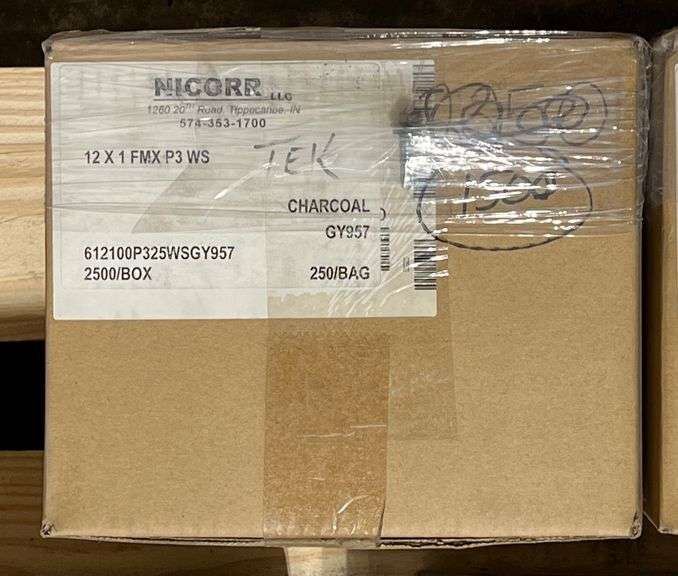 NICORR LLC
1260 20TH Road, Tippecanoe, IN
574-353-1700
12 X 1 FMX P3 WS
TEK
CHARCOAL
GY957
612100P325WSGY957
2500/BOX 250/BAG
1500